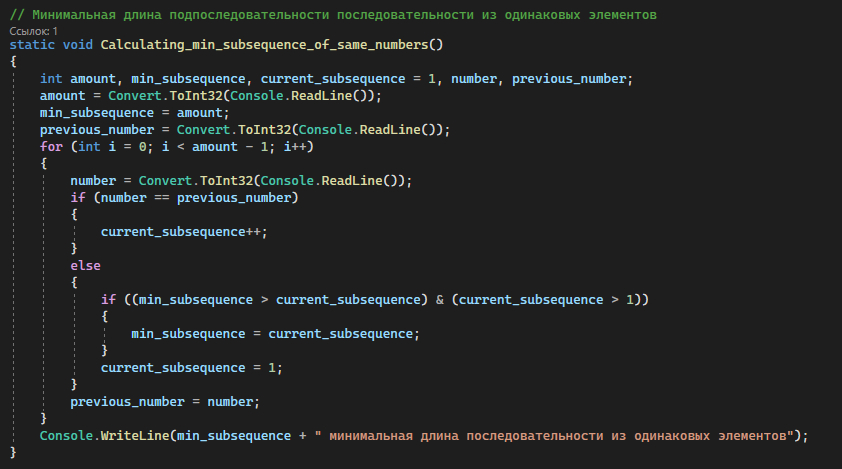 // Минимальная длина подпоследовательности последовательности из одинаковых элементов
Ссылок: 1
static void Calculating_min_subsequence_of_same_numbers()
{
    int amount, min_subsequence, current_subsequence = 1, number, previous_number;
    amount = Convert.ToInt32(Console.ReadLine());
    min_subsequence = amount;
    previous_number = Convert.ToInt32(Console.ReadLine());
    for (int i = 0; i < amount - 1; i++)
    {
        number = Convert.ToInt32(Console.ReadLine());
        if (number == previous_number)
        {
            current_subsequence++;
        }
        else
        {
            if ((min_subsequence > current_subsequence) & (current_subsequence > 1))
            {
                min_subsequence = current_subsequence;
            }
            current_subsequence = 1;
        }
        previous_number = number;
    }
    Console.WriteLine(min_subsequence + " минимальная длина последовательности из одинаковых элементов");
}